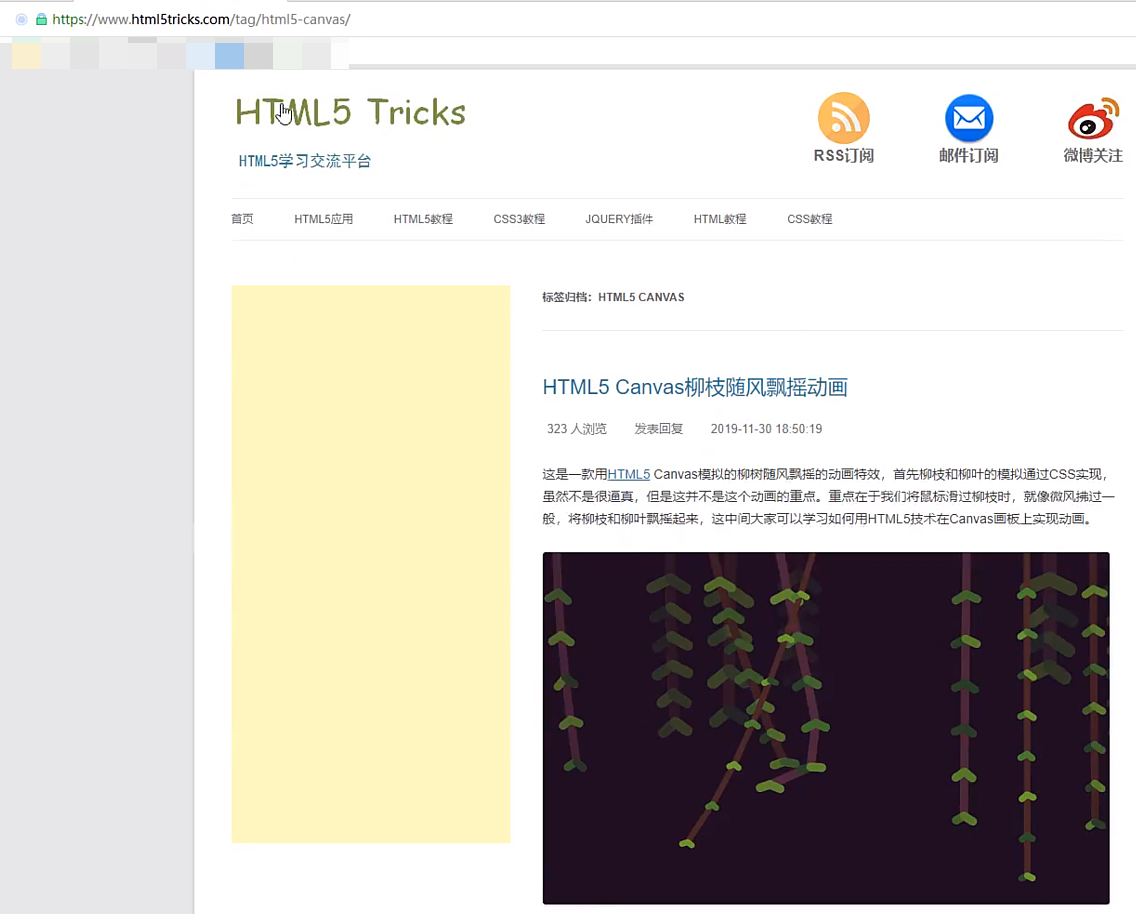 https://www.html5tricks.com/tag/html5-canvas/
HTML5 Tricks
HTML5学习交流平台
RSS订阅
邮件订阅
微博关注
首页 HTML5应用 HTML5教程 CSS3教程 JQUERY插件 HTML教程 CSS教程
标签归档：HTML5 CANVAS
HTML5 Canvas柳枝随风飘摇动画
323 人浏览 发表回复 2019-11-30 18:50:19
这是一款用HTML5 Canvas模拟的柳树随风飘摇的动画特效，首先柳枝和柳叶的模拟通过CSS实现，
虽然不是很逼真，但是这并不是这个动画的重点。重点在于我们将鼠标滑过柳枝时，就像微风拂过一
般，将柳枝和柳叶飘摇起来，这中间大家可以学习如何用HTML5技术在Canvas画板上实现动画。